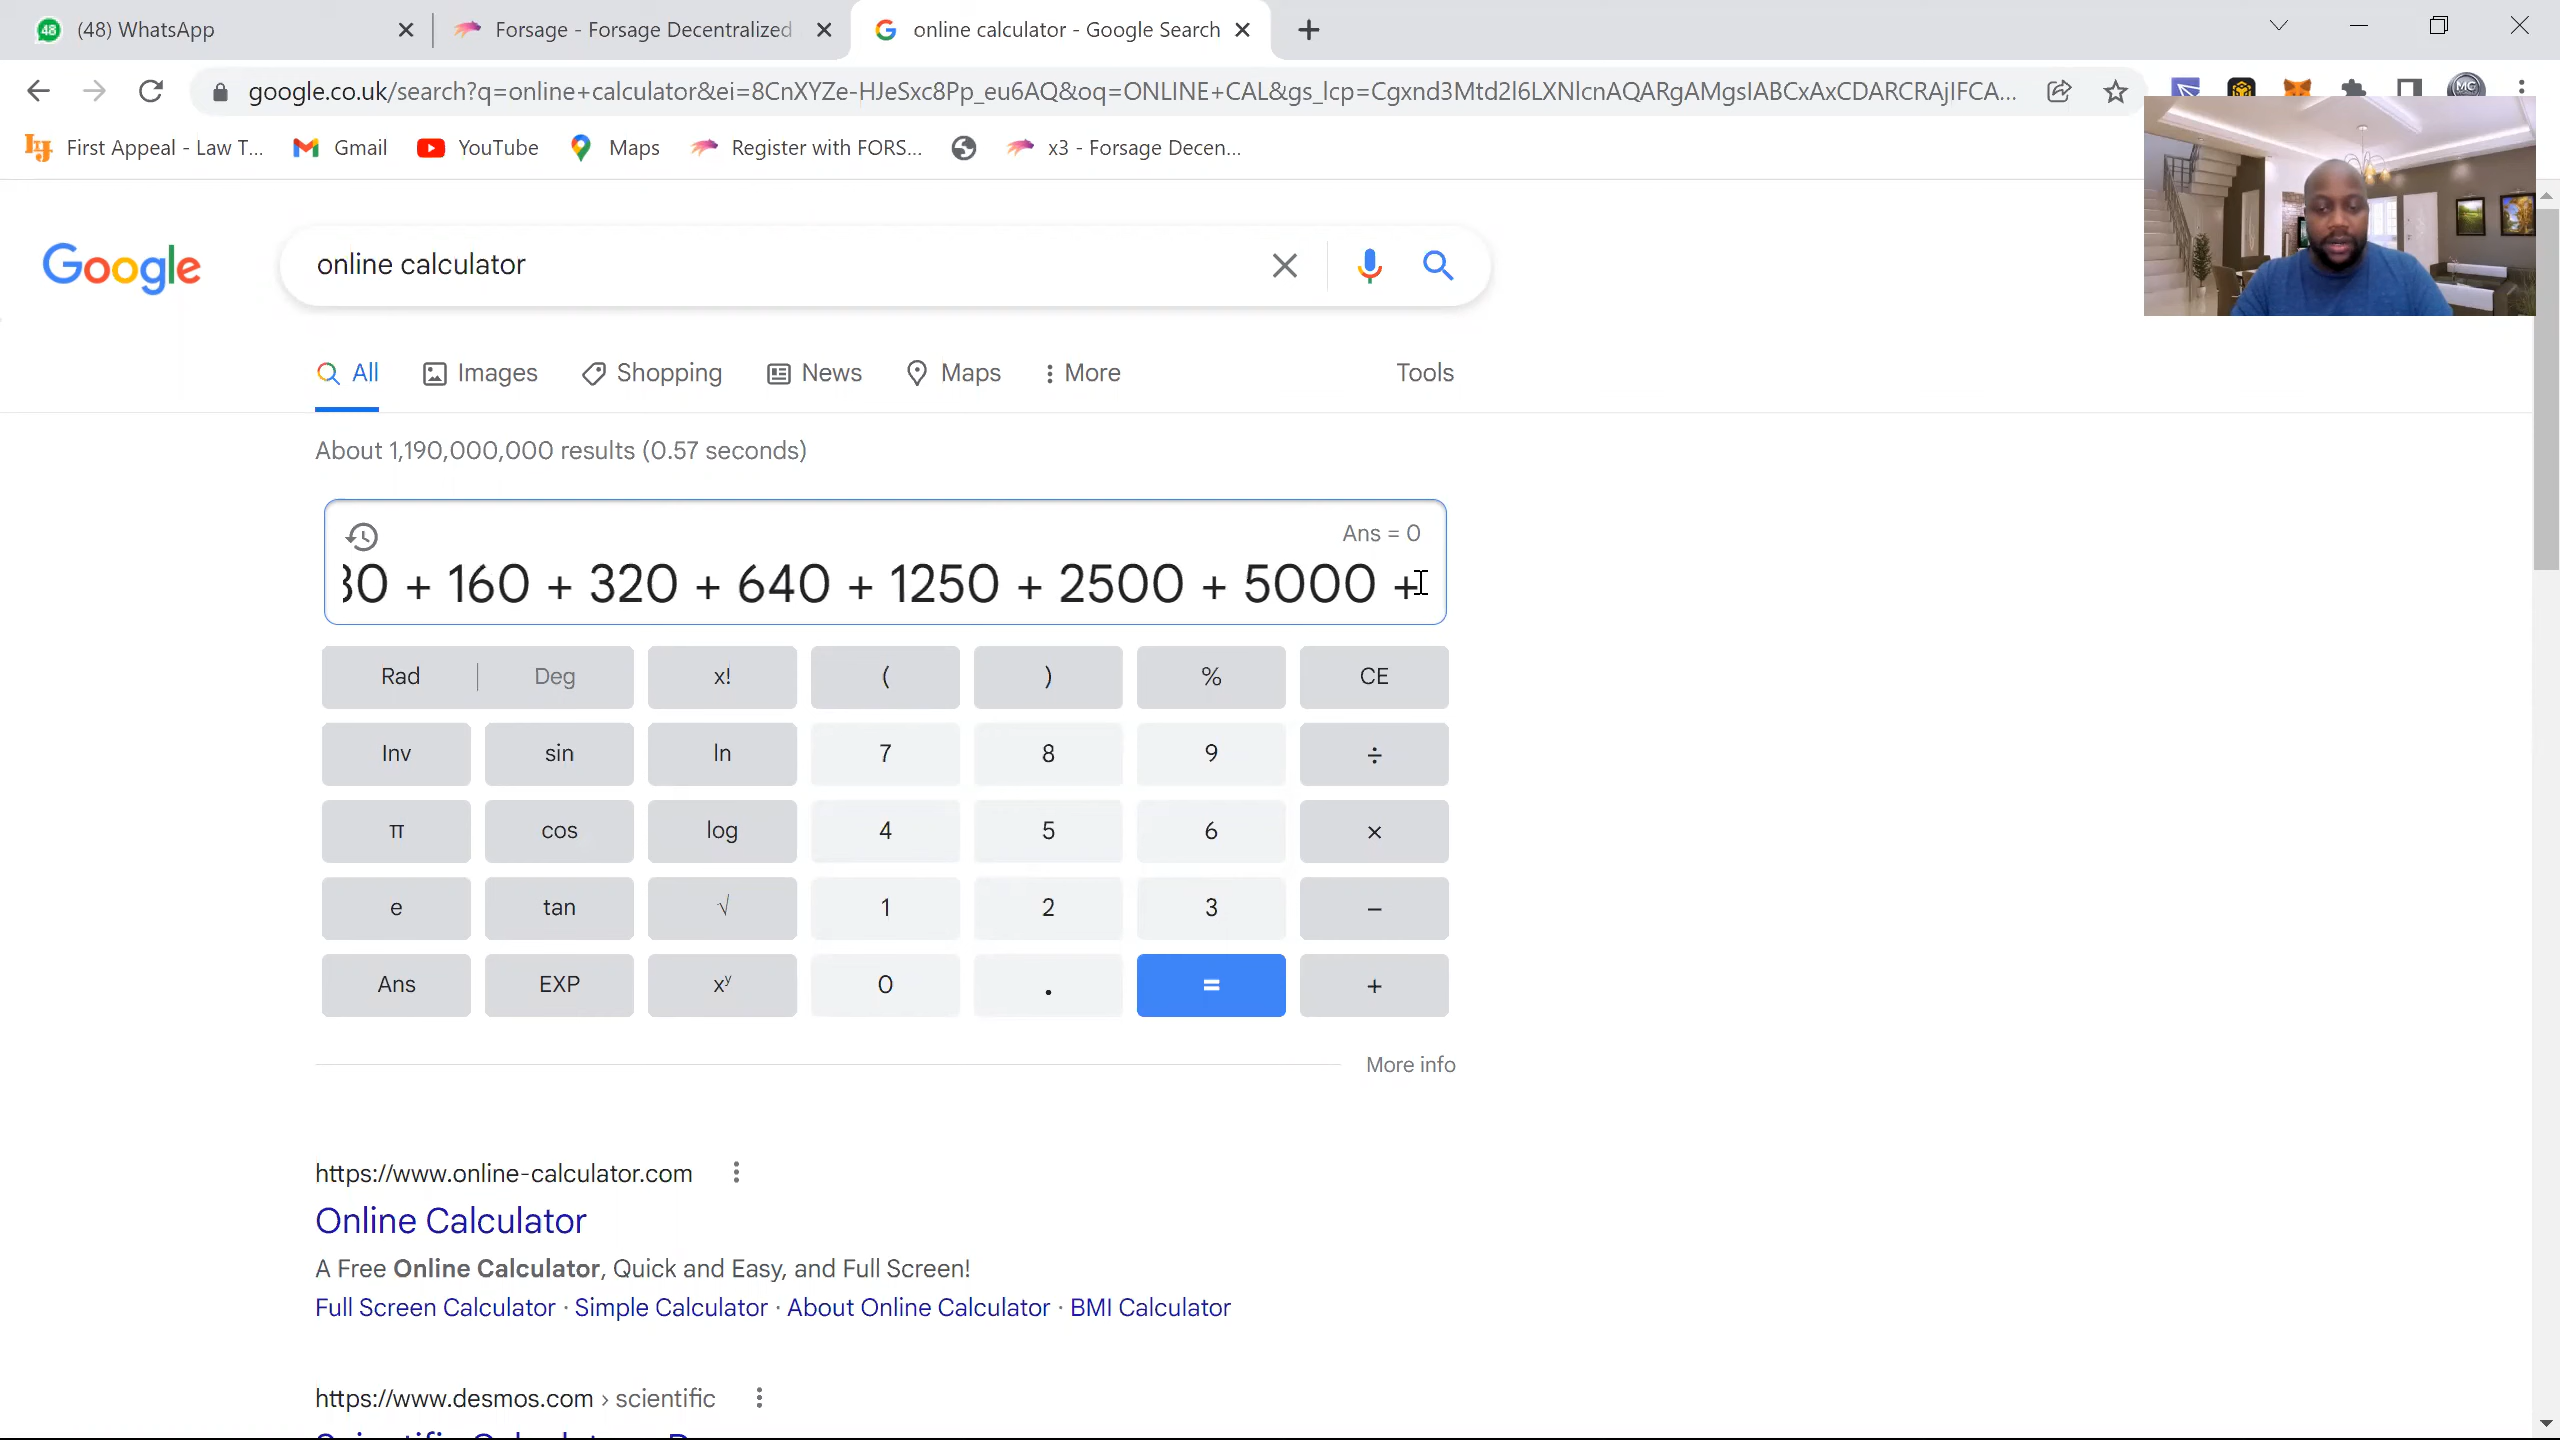 48 (48) WhatsApp
Forsage - Forsage Decentralized
online calculator - Google Search
google.co.uk/search?q=online+calculator&ei=8CnXYZe-HJeSxc8Pp_eu6AQ&oq=ONLINE+CAL&gs_lcp=Cgxnd3Mtd2l6LXNlcnAQARgAMgsIABCxAxCDARCRAjIFCA...
MC
First Appeal - Law T...
Gmail
YouTube
Maps
Register with FORS...
x3 - Forsage Decen...
Google
online calculator
All
Images
Shopping
News
Maps
More
Tools
About 1,190,000,000 results (0.57 seconds)
Ans = 0
80 + 160 + 320 + 640 + 1250 + 2500 + 5000 +
Rad | Deg x! ( ) % CE
Inv sin ln 7 8 9 ÷
π cos log 4 5 6 ×
e tan √ 1 2 3 −
Ans EXP xʸ 0 . = +
More info
https://www.online-calculator.com
Online Calculator
A Free Online Calculator, Quick and Easy, and Full Screen!
Full Screen Calculator · Simple Calculator · About Online Calculator · BMI Calculator
https://www.desmos.com › scientific